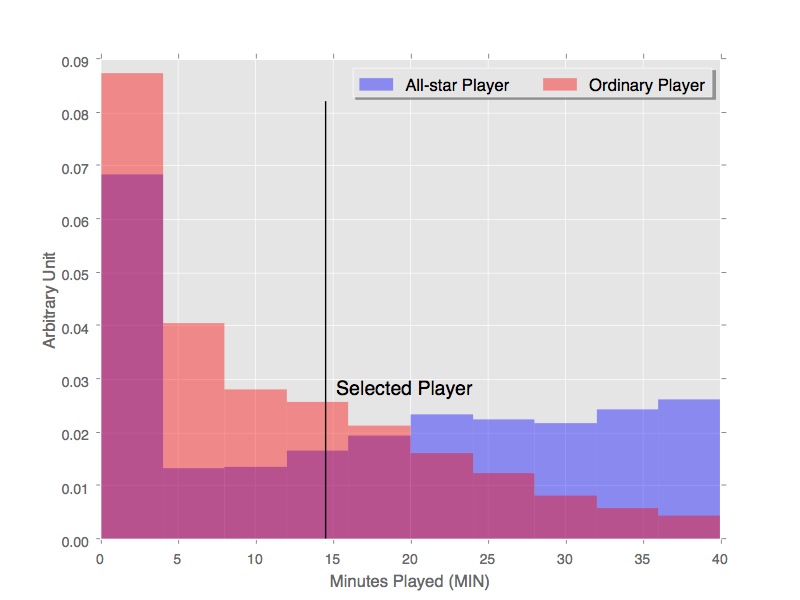 All-star Player Ordinary Player
0.09
0.08
0.07
0.06
0.05
0.04
0.03
0.02
0.01
0.00
Arbitrary Unit
Selected Player
0 5 10 15 20 25 30 35 40
Minutes Played (MIN)